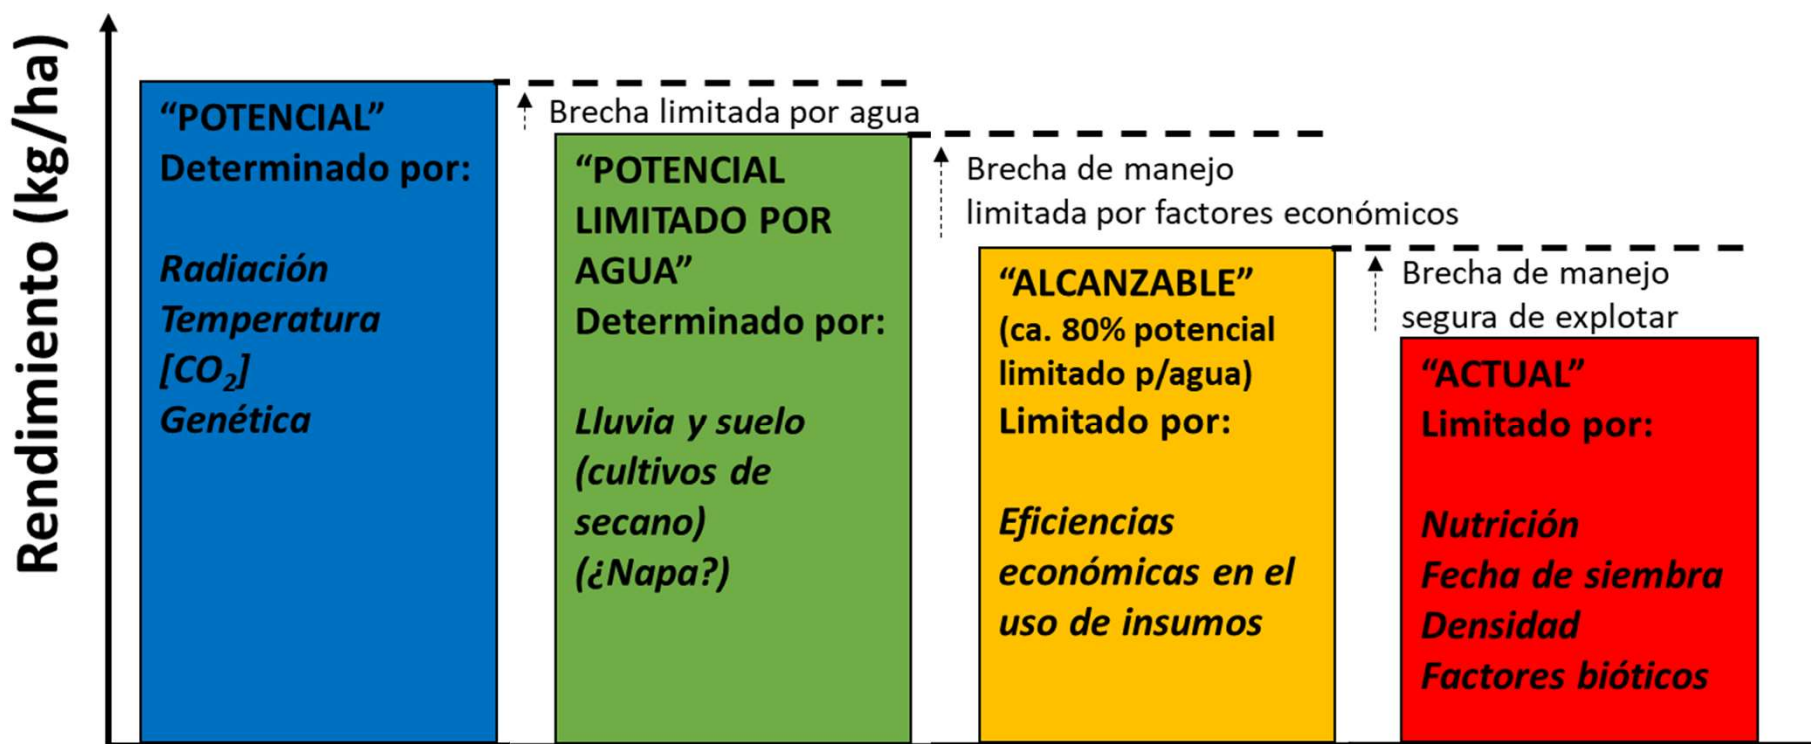 Rendimiento (kg/ha)
“POTENCIAL”
Determinado por:
Radiación
Temperatura
[CO₂]
Genética
Brecha limitada por agua
“POTENCIAL
LIMITADO POR
AGUA”
Determinado por:
Lluvia y suelo
(cultivos de
secano)
(¿Napa?)
Brecha de manejo
limitada por factores económicos
“ALCANZABLE”
(ca. 80% potencial
limitado p/agua)
Limitado por:
Eficiencias
económicas en el
uso de insumos
Brecha de manejo
segura de explotar
“ACTUAL”
Limitado por:
Nutrición
Fecha de siembra
Densidad
Factores bióticos